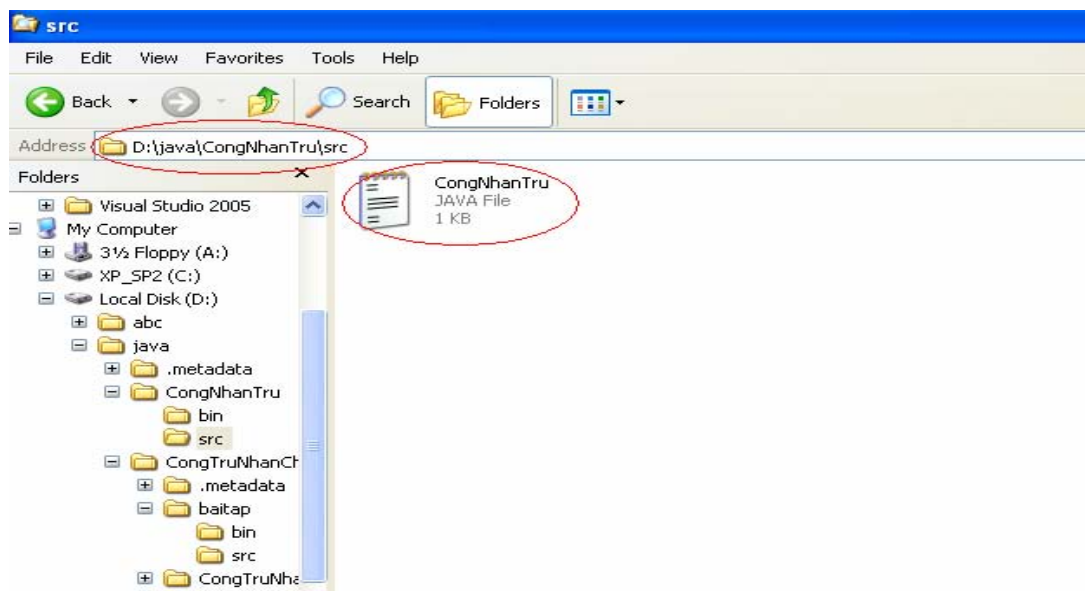 src
File Edit View Favorites Tools Help
Back Search Folders
Address D:\java\CongNhanTru\src
Folders
Visual Studio 2005
My Computer
3½ Floppy (A:)
XP_SP2 (C:)
Local Disk (D:)
abc
java
.metadata
CongNhanTru
bin
src
CongTruNhanCh
.metadata
baitap
bin
src
CongTruNha
CongNhanTru
JAVA File
1 KB